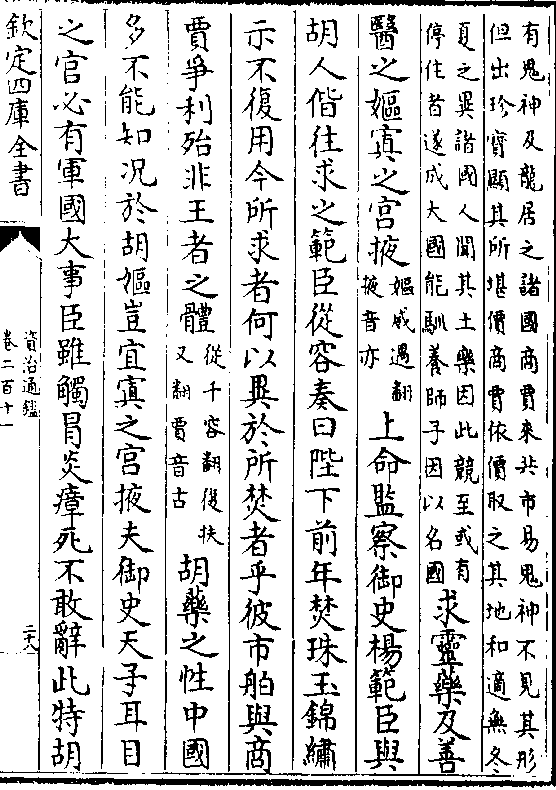 有鬼神及龍居之諸國商賈來共市易鬼神不見其形
但出珍寶顯其所堪價商賈依價取之其地和適無冬
夏之異諸國人聞其土樂因此競至或有
停住者遂成大國能馴養師子因以名國
求靈藥及善
醫之嫗寘之宫掖
嫗威遇翻
掖音亦
上命監察御史楊範臣與
胡人偕往求之範臣從容奏曰陛下前年焚珠玉錦繡
示不復用今所求者何以異於所焚者乎彼市舶與商
賈爭利殆非王者之體
從千容翻復扶
又翻賈音古
胡藥之性中國
多不能知况於胡嫗豈宜寘之宫掖夫御史天子耳目
之官必有軍國大事臣雖觸冒炎瘴死不敢辭此特胡
欽定四庫全書
資治通鑑
卷二百十一
二十八